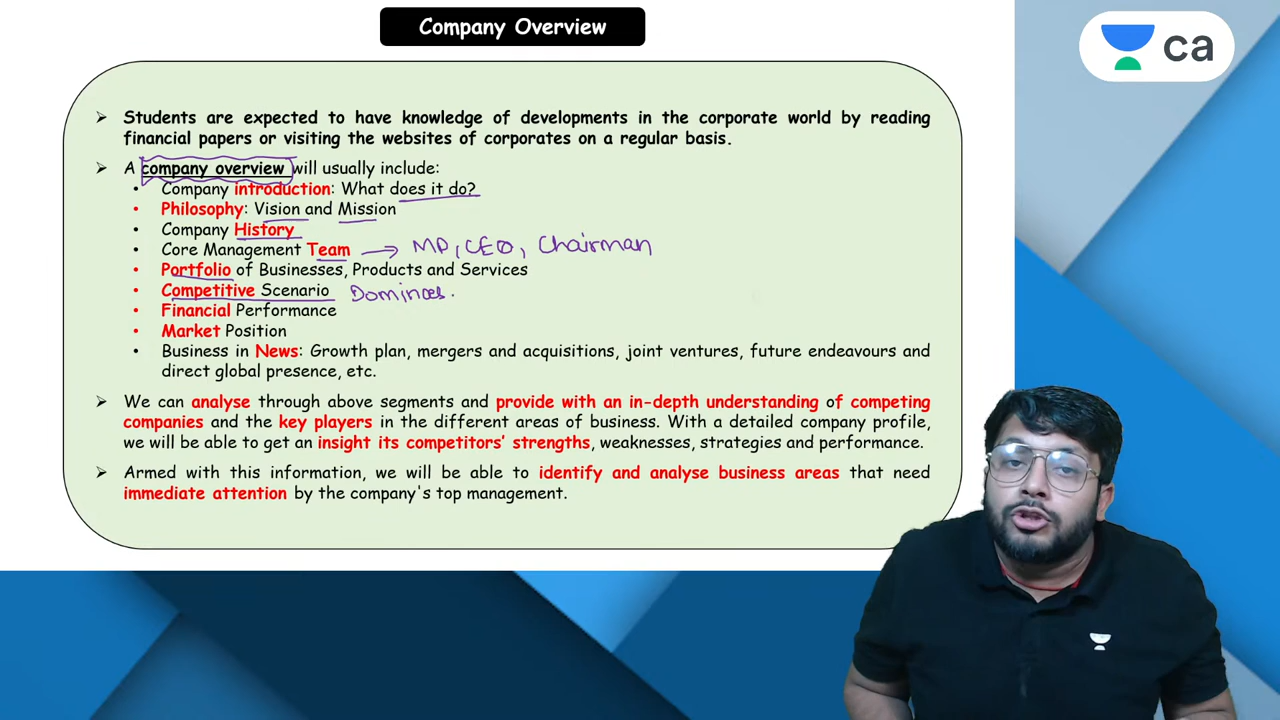 Company Overview
ca
➢ Students are expected to have knowledge of developments in the corporate world by reading
financial papers or visiting the websites of corporates on a regular basis.
➢ A company overview will usually include:
• Company introduction: What does it do?
• Philosophy: Vision and Mission
• Company History
• Core Management Team → MD, CEO, Chairman
• Portfolio of Businesses, Products and Services
• Competitive Scenario Dominoes.
• Financial Performance
• Market Position
• Business in News: Growth plan, mergers and acquisitions, joint ventures, future endeavours and
direct global presence, etc.
➢ We can analyse through above segments and provide with an in-depth understanding of competing
companies and the key players in the different areas of business. With a detailed company profile,
we will be able to get an insight its competitors' strengths, weaknesses, strategies and performance.
➢ Armed with this information, we will be able to identify and analyse business areas that need
immediate attention by the company's top management.